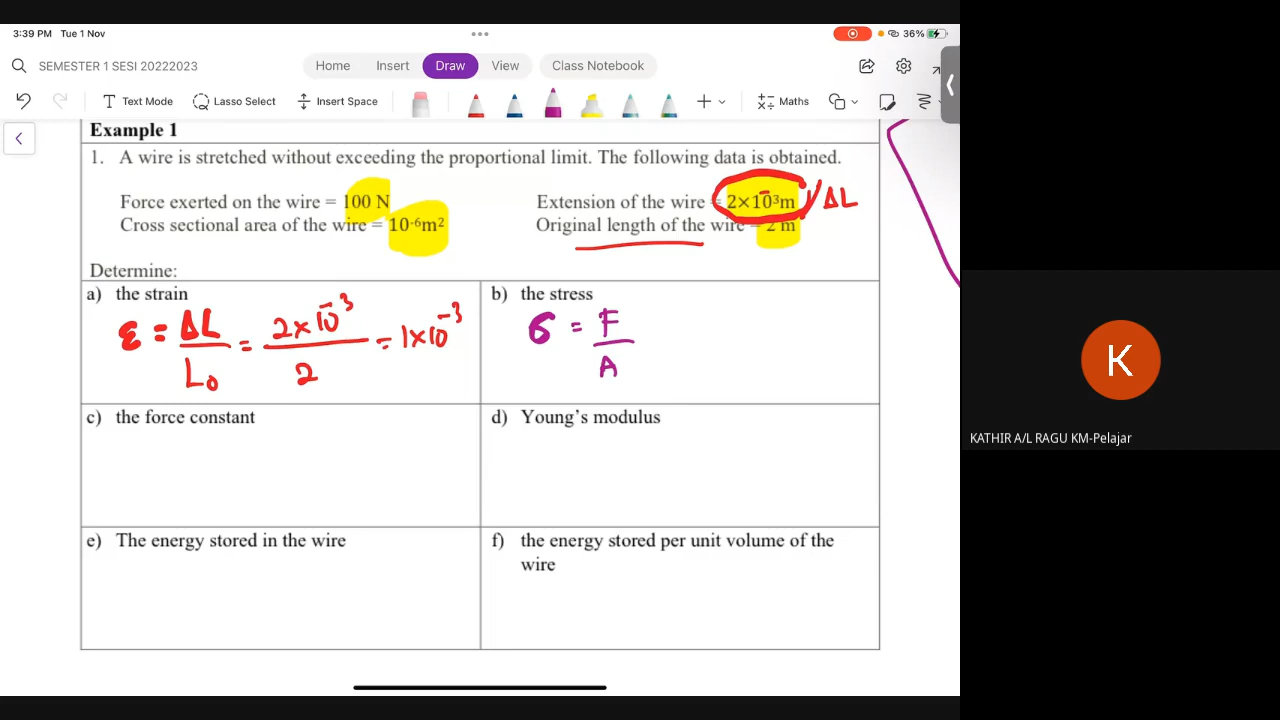 3:39 PM Tue 1 Nov
36%
SEMESTER 1 SESI 20222023
Home Insert Draw View Class Notebook
Text Mode Lasso Select Insert Space Maths
Example 1
1. A wire is stretched without exceeding the proportional limit. The following data is obtained.
Force exerted on the wire = 100 N
Extension of the wire = 2×10⁻³m // ΔL
Cross sectional area of the wire = 10⁻⁶m²
Original length of the wire = 2 m
Determine:
a) the strain
ε = ΔL / L₀ = 2×10⁻³ / 2 = 1×10⁻³
b) the stress
σ = F / A
c) the force constant
d) Young's modulus
e) The energy stored in the wire
f) the energy stored per unit volume of the
wire
K
KATHIR A/L RAGU KM-Pelajar